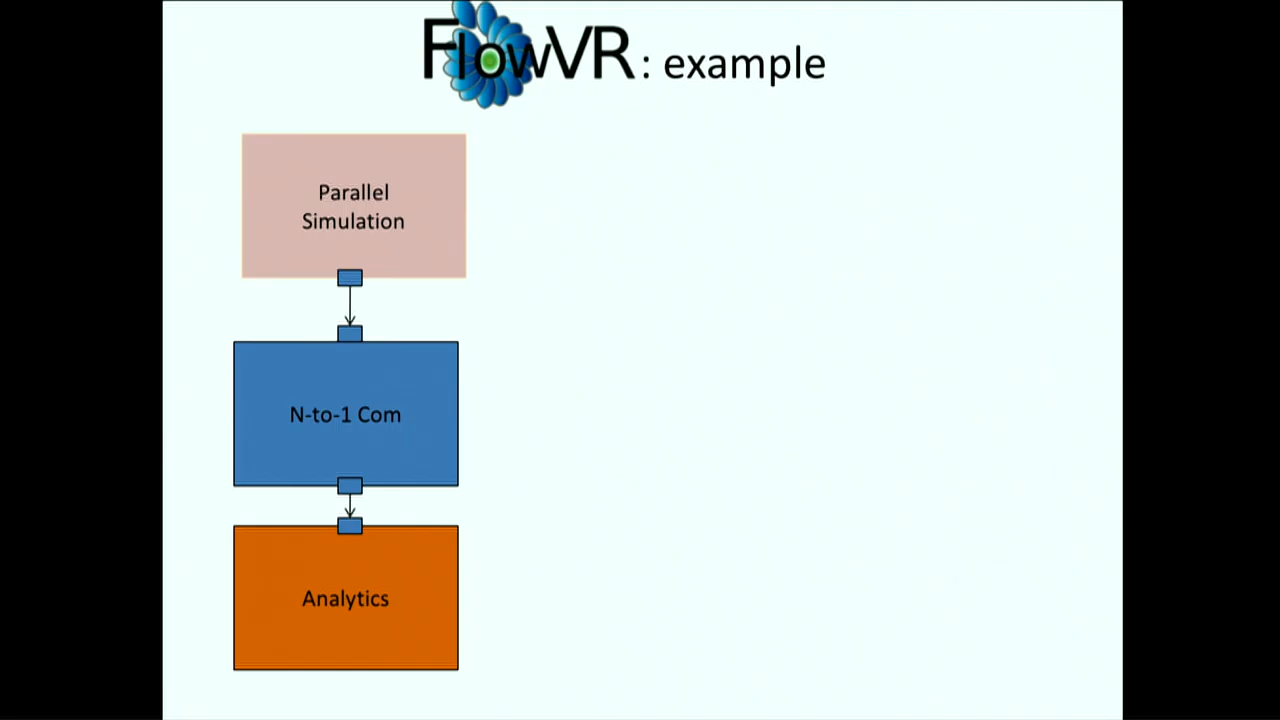 FlowVR: example
Parallel
Simulation
N-to-1 Com
Analytics